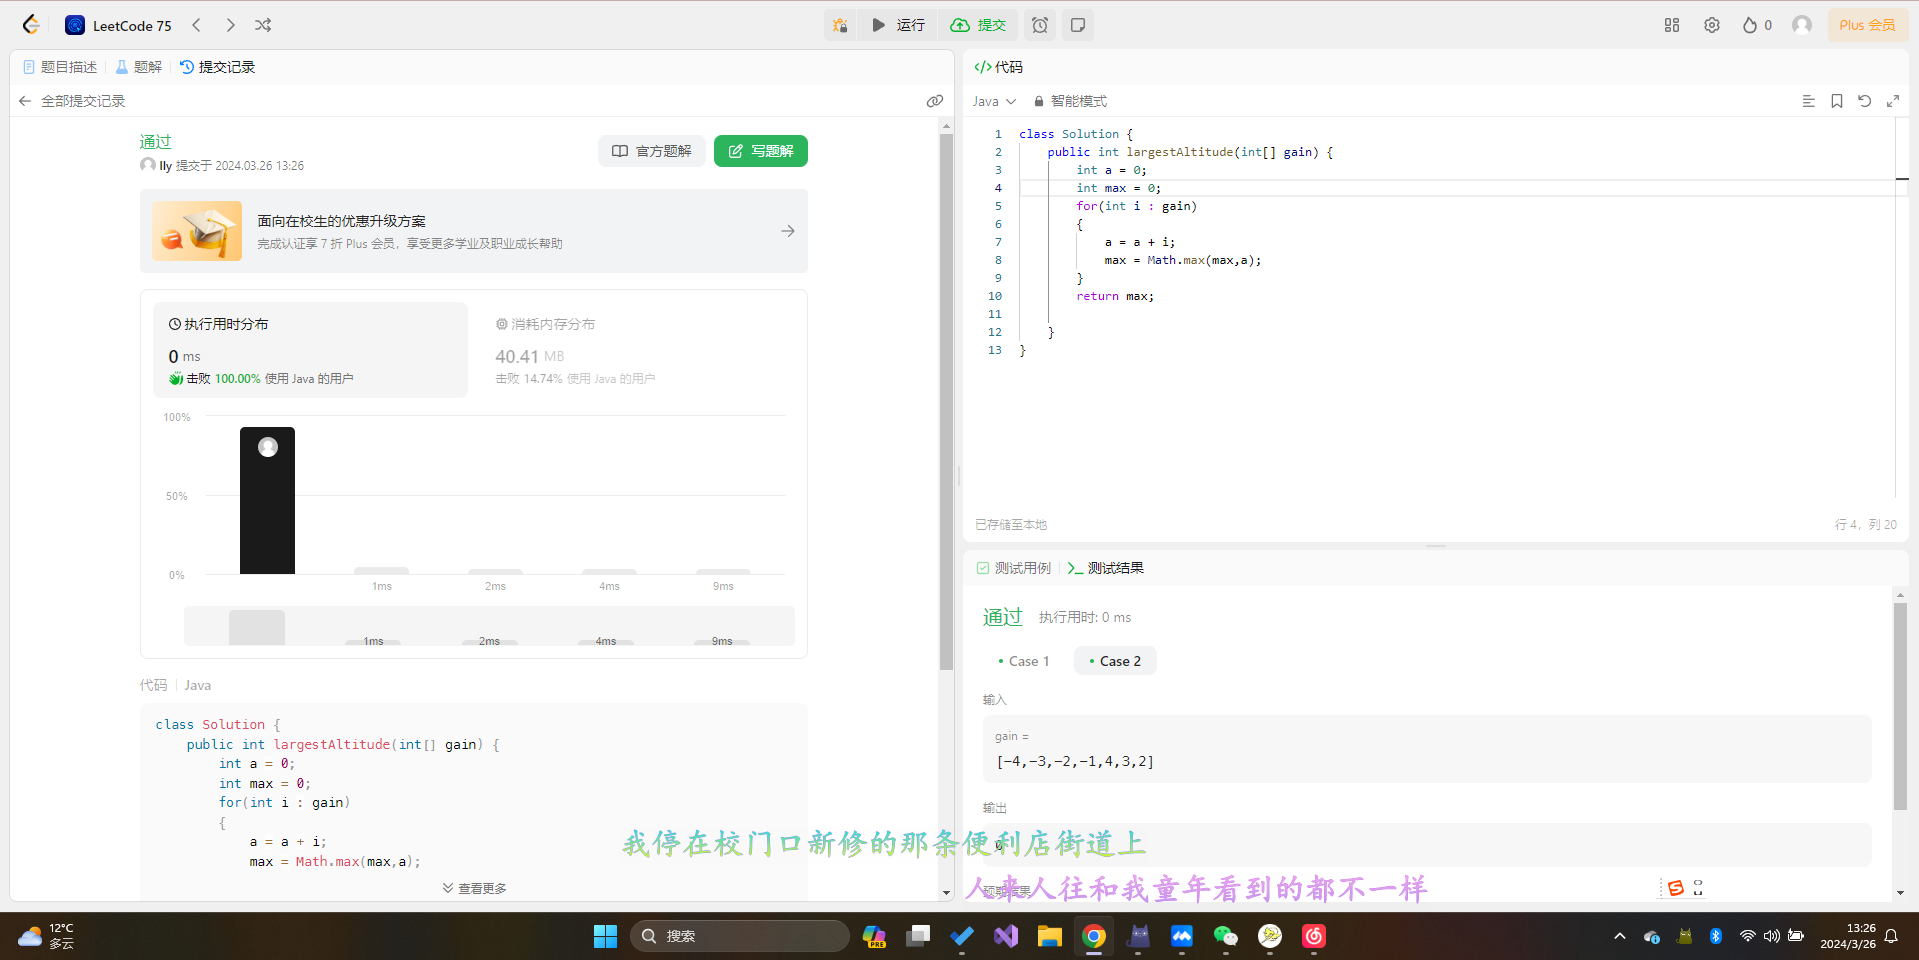 LeetCode 75
运行
提交
0
Plus 会员
题目描述
题解
提交记录
全部提交记录
通过
lly 提交于 2024.03.26 13:26
官方题解
写题解
面向在校生的优惠升级方案
完成认证享 7 折 Plus 会员，享受更多学业及职业成长帮助
执行用时分布
0 ms
击败 100.00% 使用 Java 的用户
消耗内存分布
40.41 MB
击败 14.74% 使用 Java 的用户
100%
50%
0%
1ms 2ms 4ms 9ms
1ms 2ms 4ms 9ms
代码 Java
class Solution {
public int largestAltitude(int[] gain) {
int a = 0;
int max = 0;
for(int i : gain)
{
a = a + i;
max = Math.max(max,a);
查看更多
代码
Java 智能模式
1 class Solution {
2 public int largestAltitude(int[] gain) {
3 int a = 0;
4 int max = 0;
5 for(int i : gain)
6 {
7 a = a + i;
8 max = Math.max(max,a);
9 }
10 return max;
11
12 }
13 }
已存储至本地
行 4，列 20
测试用例
测试结果
通过 执行用时: 0 ms
Case 1 Case 2
输入
gain =
[-4,-3,-2,-1,4,3,2]
输出
0
预期结果
我停在校门口新修的那条便利店街道上
人来人往和我童年看到的都不一样
12°C
多云
搜索
PRE
13:26
2024/3/26